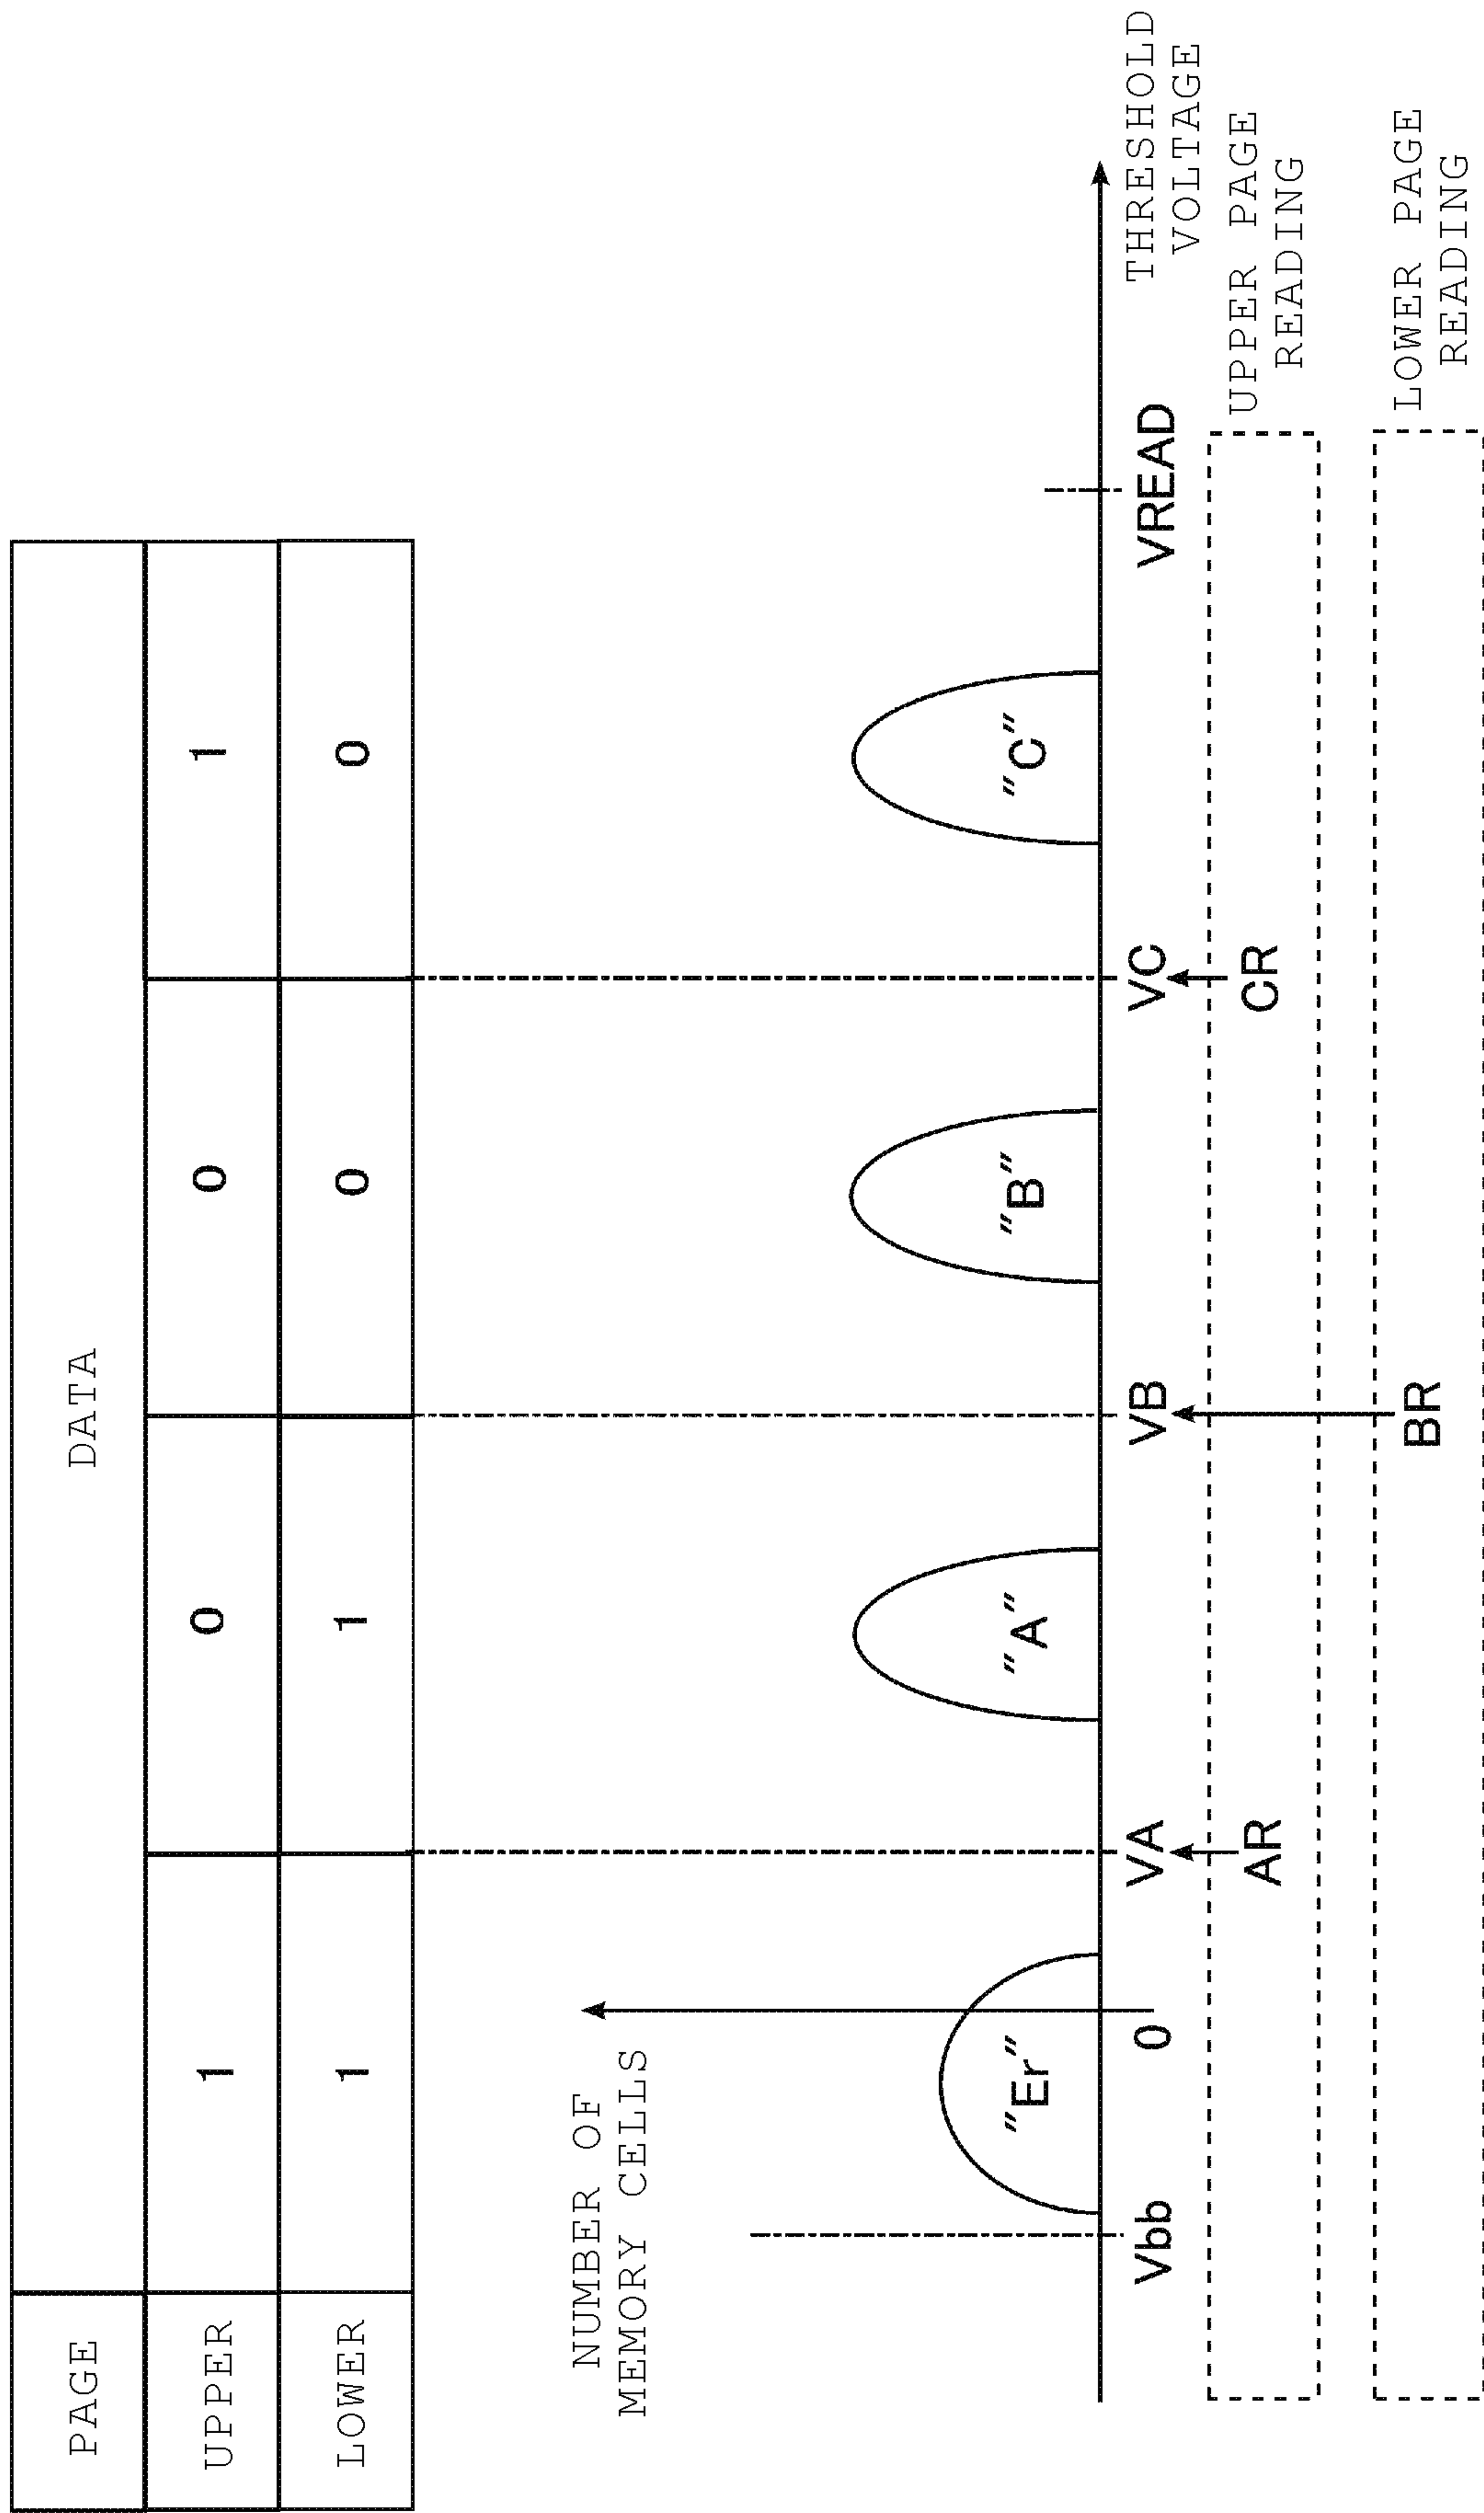 PAGE DATA
UPPER 1 0 0 1
LOWER 1 1 0 0
NUMBER OF
MEMORY CELLS
"Er" "A" "B" "C"
Vbb 0 VA VB VC VREAD
THRESHOLD
VOLTAGE
AR CR
UPPER PAGE
READING
BR
LOWER PAGE
READING